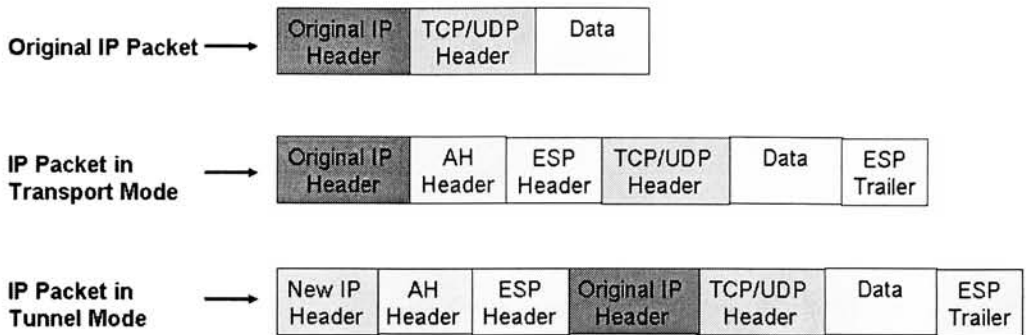 Original IP Packet
Original IP Header
TCP/UDP Header
Data
IP Packet in
Transport Mode
Original IP Header
AH Header
ESP Header
TCP/UDP Header
Data
ESP Trailer
IP Packet in
Tunnel Mode
New IP Header
AH Header
ESP Header
Original IP Header
TCP/UDP Header
Data
ESP Trailer